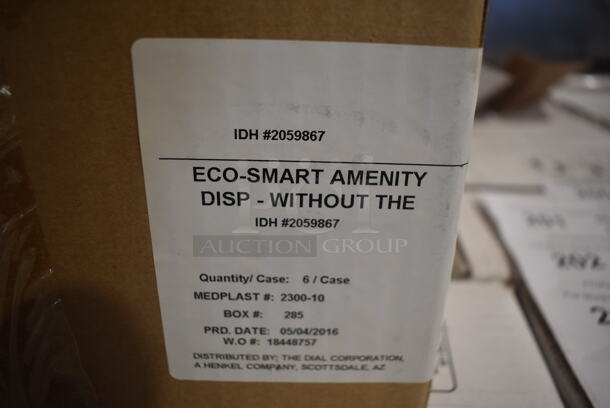 IDH #2059867
ECO-SMART AMENITY
DISP - WITHOUT THE
IDH #2059867
AUCTION GROUP
Quantity/ Case: 6 / Case
MEDPLAST #: 2300-10
BOX #: 285
PRD. DATE: 05/04/2016
W.O #: 18448757
DISTRIBUTED BY; THE DIAL CORPORATION,
A HENKEL COMPANY, SCOTTSDALE, AZ